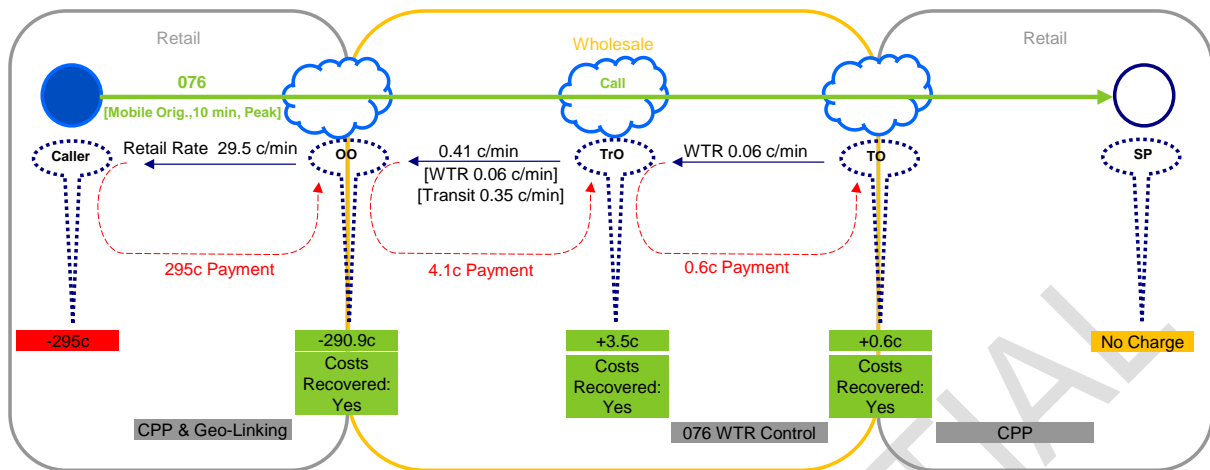 Retail
Wholesale
Retail
076
Call
[Mobile Orig.,10 min, Peak]
Caller
Retail Rate 29.5 c/min
OO
0.41 c/min
[WTR 0.06 c/min]
[Transit 0.35 c/min]
TrO
WTR 0.06 c/min
TO
SP
295c Payment
4.1c Payment
0.6c Payment
-295c
-290.9c
Costs
Recovered:
Yes
+3.5c
Costs
Recovered:
Yes
+0.6c
Costs
Recovered:
Yes
No Charge
CPP & Geo-Linking
076 WTR Control
CPP
TIAL